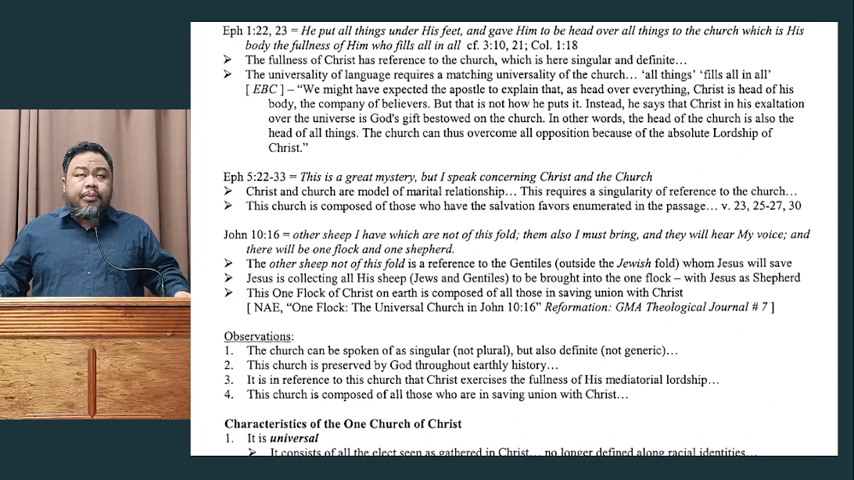 Eph 1:22, 23 = He put all things under His feet, and gave Him to be head over all things to the church which is His
body the fullness of Him who fills all in all cf. 3:10, 21; Col. 1:18
➢ The fullness of Christ has reference to the church, which is here singular and definite…
➢ The universality of language requires a matching universality of the church… ‘all things’ ‘fills all in all’
[ EBC ] – “We might have expected the apostle to explain that, as head over everything, Christ is head of his
body, the company of believers. But that is not how he puts it. Instead, he says that Christ in his exaltation
over the universe is God's gift bestowed on the church. In other words, the head of the church is also the
head of all things. The church can thus overcome all opposition because of the absolute Lordship of
Christ.”
Eph 5:22-33 = This is a great mystery, but I speak concerning Christ and the Church
➢ Christ and church are model of marital relationship… This requires a singularity of reference to the church…
➢ This church is composed of those who have the salvation favors enumerated in the passage… v. 23, 25-27, 30
John 10:16 = other sheep I have which are not of this fold; them also I must bring, and they will hear My voice; and
there will be one flock and one shepherd.
➢ The other sheep not of this fold is a reference to the Gentiles (outside the Jewish fold) whom Jesus will save
➢ Jesus is collecting all His sheep (Jews and Gentiles) to be brought into the one flock – with Jesus as Shepherd
➢ This One Flock of Christ on earth is composed of all those in saving union with Christ
[ NAE, “One Flock: The Universal Church in John 10:16” Reformation: GMA Theological Journal # 7 ]
Observations:
1. The church can be spoken of as singular (not plural), but also definite (not generic)…
2. This church is preserved by God throughout earthly history…
3. It is in reference to this church that Christ exercises the fullness of His mediatorial lordship…
4. This church is composed of all those who are in saving union with Christ…
Characteristics of the One Church of Christ
1. It is universal
➢ It consists of all the elect seen as gathered in Christ… no longer defined along racial identities…